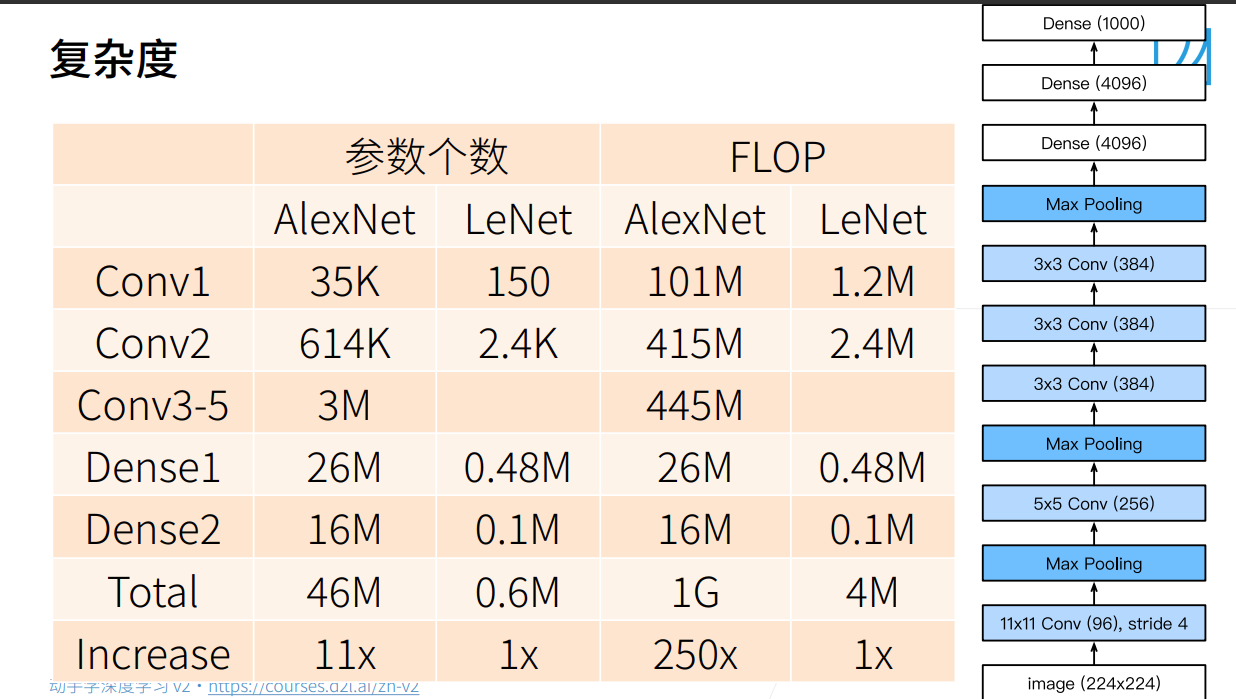 复杂度
参数个数 FLOP
AlexNet LeNet AlexNet LeNet
Conv1 35K 150 101M 1.2M
Conv2 614K 2.4K 415M 2.4M
Conv3-5 3M 445M
Dense1 26M 0.48M 26M 0.48M
Dense2 16M 0.1M 16M 0.1M
Total 46M 0.6M 1G 4M
Increase 11x 1x 250x 1x
动手学深度学习 v2 • https://courses.d2l.ai/zh-v2
Dense (1000)
Dense (4096)
Dense (4096)
Max Pooling
3x3 Conv (384)
3x3 Conv (384)
3x3 Conv (384)
Max Pooling
5x5 Conv (256)
Max Pooling
11x11 Conv (96), stride 4
image (224x224)